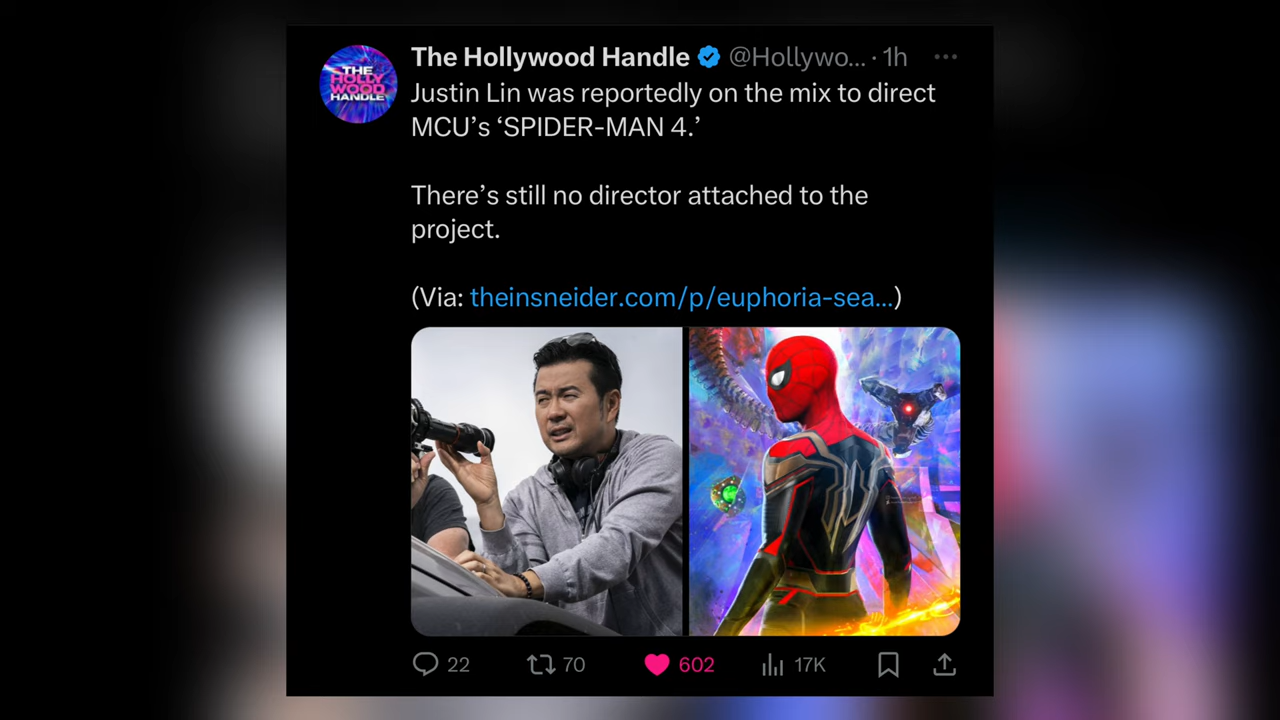 THE
HOLLY
WOOD
HANDLE
The Hollywood Handle @Hollywo... · 1h
Justin Lin was reportedly on the mix to direct
MCU’s ‘SPIDER-MAN 4.’
There’s still no director attached to the
project.
(Via: theinsneider.com/p/euphoria-sea...)
22 70 602 17K